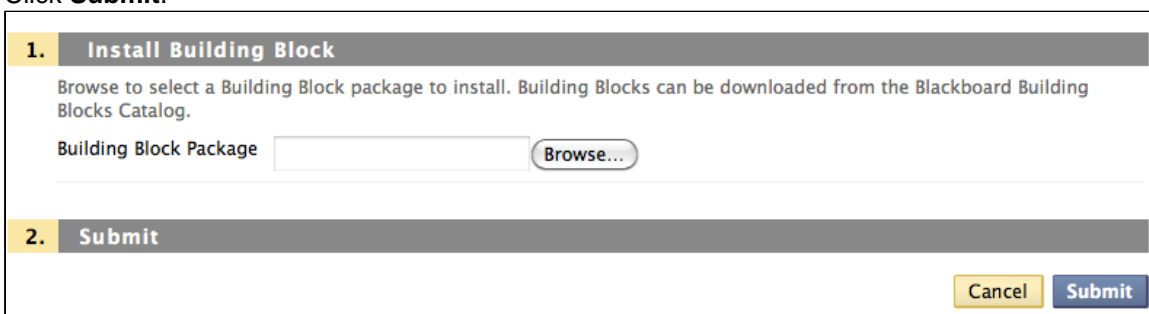 Click Submit.
1. Install Building Block
Browse to select a Building Block package to install. Building Blocks can be downloaded from the Blackboard Building
Blocks Catalog.
Building Block Package Browse...
2. Submit
Cancel Submit